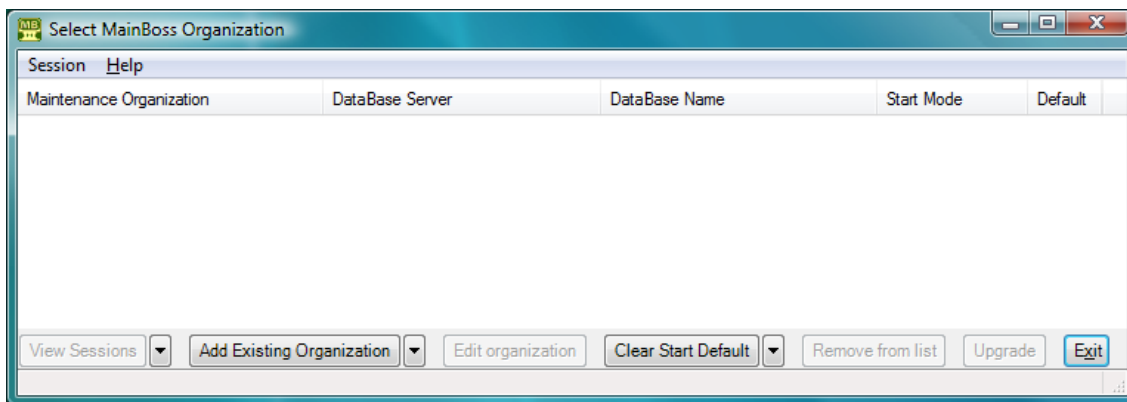 MB
Select MainBoss Organization
Session Help
Maintenance Organization DataBase Server DataBase Name Start Mode Default
View Sessions Add Existing Organization Edit organization Clear Start Default Remove from list Upgrade Exit